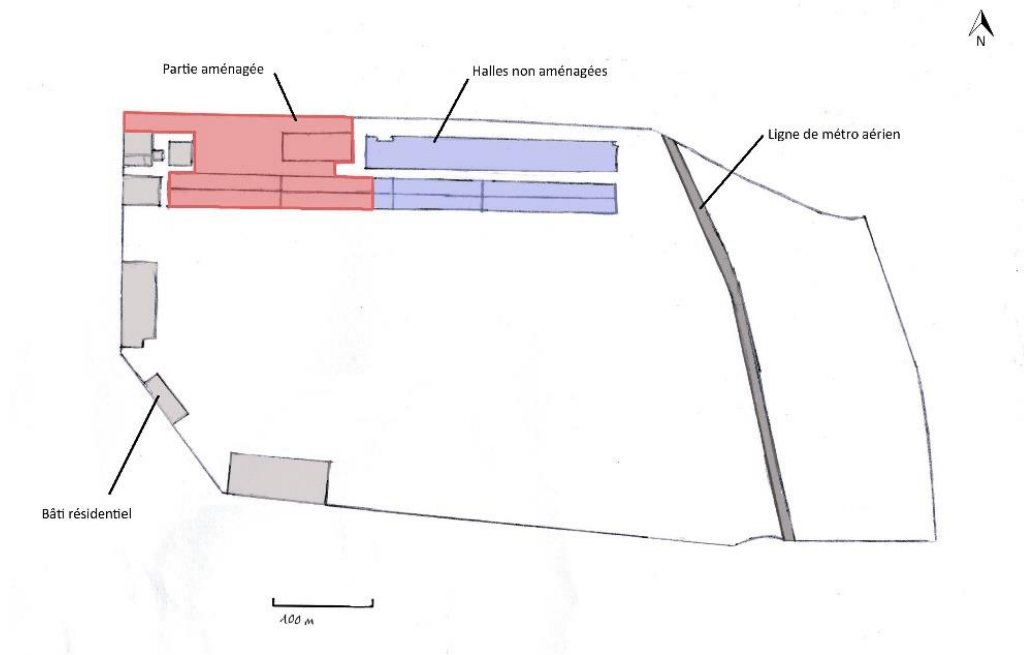 N
Partie aménagée
Halles non aménagées
Ligne de métro aérien
Bâti résidentiel
100 m